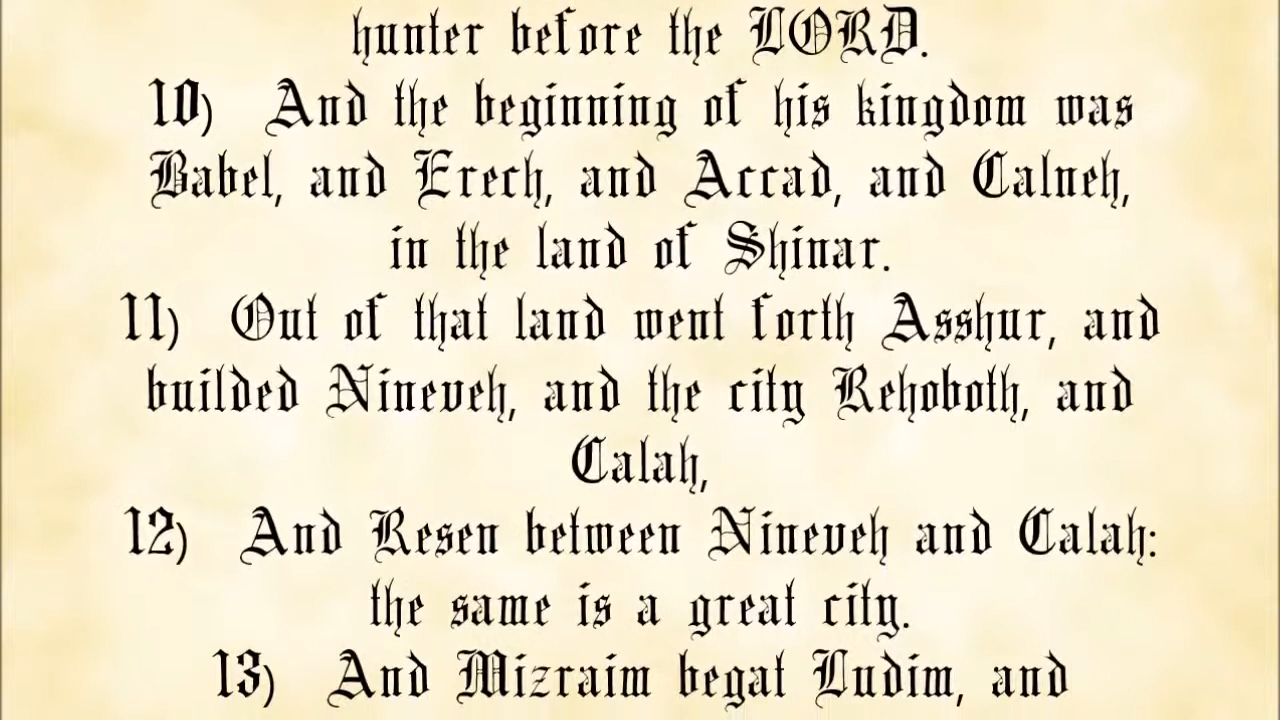 hunter before the LORD.
10) And the beginning of his kingdom was
Babel, and Erech, and Accad, and Calneh,
in the land of Shinar.
11) Out of that land went forth Asshur, and
builded Nineveh, and the city Rehoboth, and
Calah,
12) And Resen between Nineveh and Calah:
the same is a great city.
13) And Mizraim begat Ludim, and